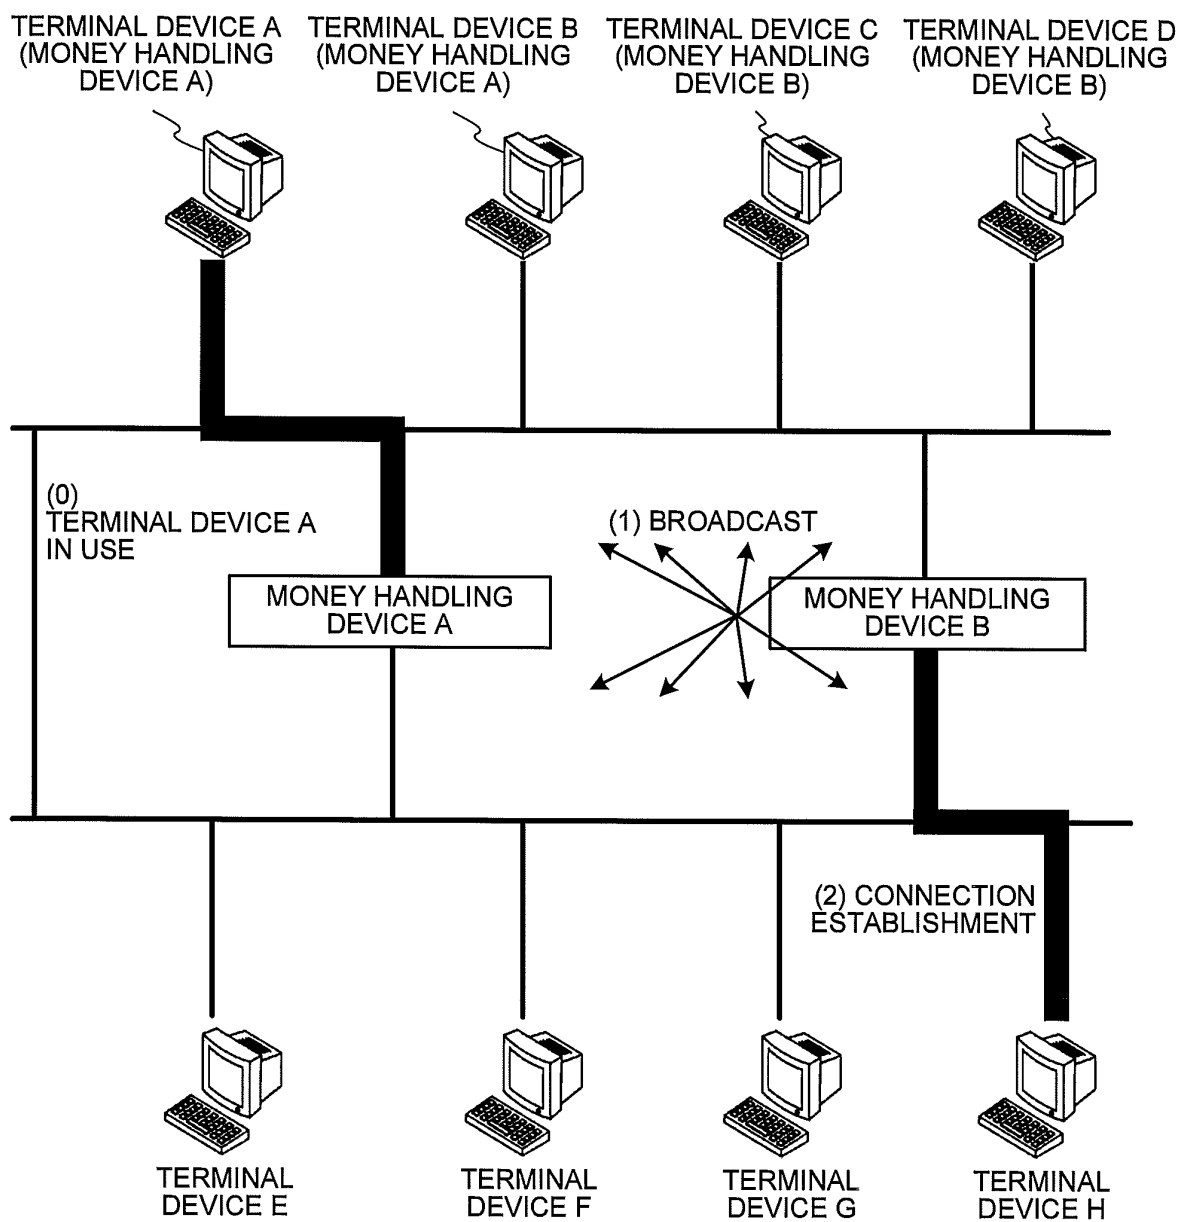 TERMINAL DEVICE A
(MONEY HANDLING
DEVICE A)
TERMINAL DEVICE B
(MONEY HANDLING
DEVICE A)
TERMINAL DEVICE C
(MONEY HANDLING
DEVICE B)
TERMINAL DEVICE D
(MONEY HANDLING
DEVICE B)
(0)
TERMINAL DEVICE A
IN USE
(1) BROADCAST
MONEY HANDLING
DEVICE A
MONEY HANDLING
DEVICE B
(2) CONNECTION
ESTABLISHMENT
TERMINAL
DEVICE E
TERMINAL
DEVICE F
TERMINAL
DEVICE G
TERMINAL
DEVICE H